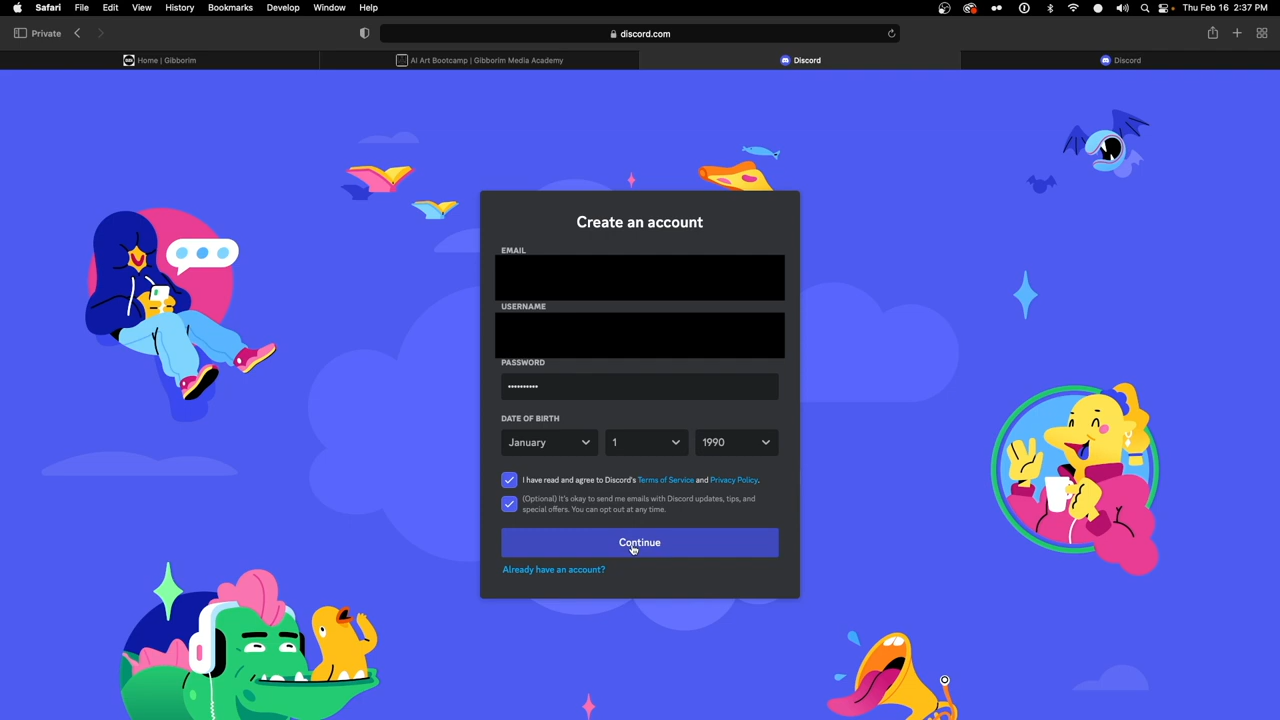 Safari File Edit View History Bookmarks Develop Window Help Thu Feb 16 2:37 PM
Private discord.com
Home | Gibborim AI Art Bootcamp | Gibborim Media Academy Discord Discord
Create an account
EMAIL
USERNAME
PASSWORD
••••••••••
DATE OF BIRTH
January 1 1990
I have read and agree to Discord's Terms of Service and Privacy Policy.
(Optional) It's okay to send me emails with Discord updates, tips, and
special offers. You can opt out at any time.
Continue
Already have an account?